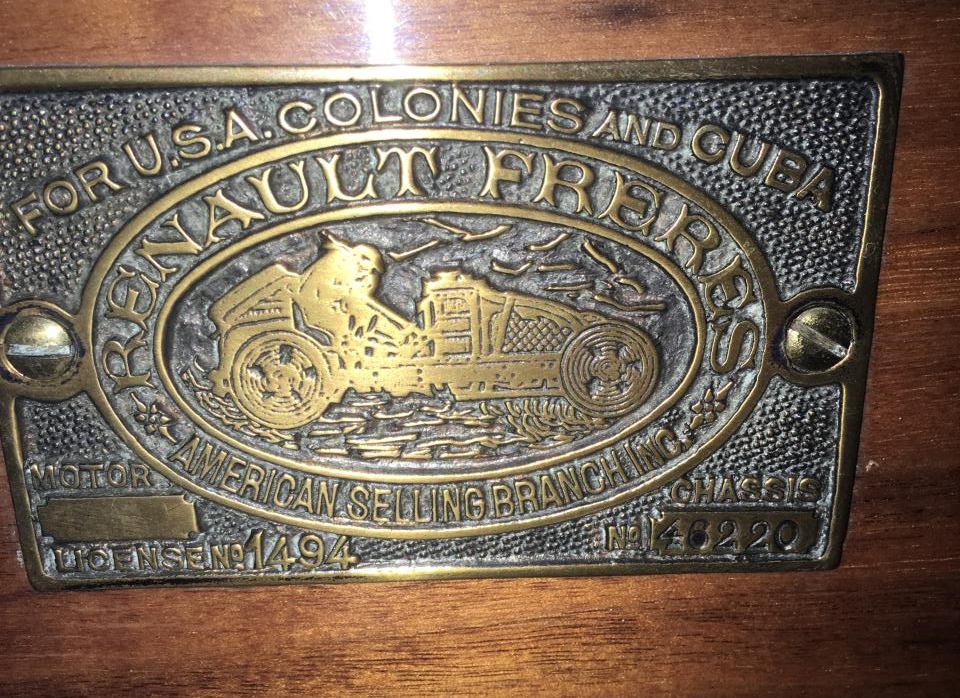 FOR U.S.A. COLONIES AND CUBA
RENAULT FRERES
AMERICAN SELLING BRANCH INC.
MOTOR
LICENSE No 1494
CHASSIS
No 46220